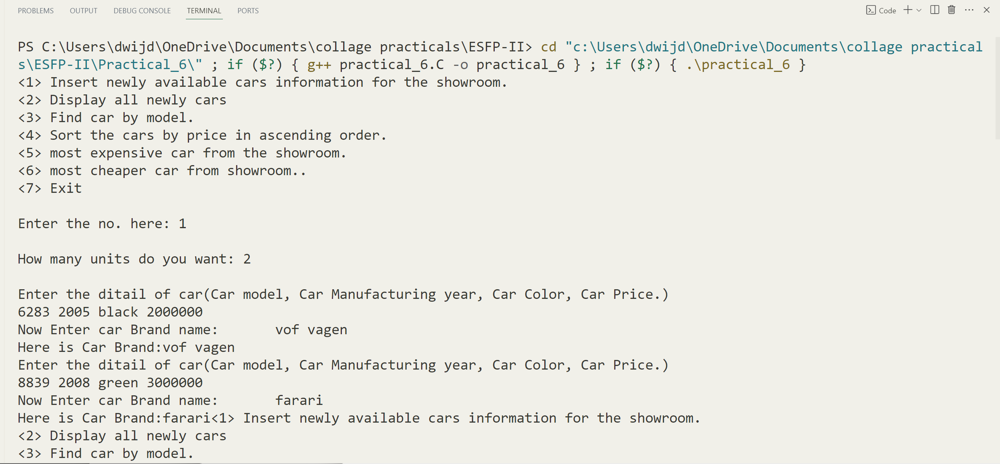 PROBLEMS OUTPUT DEBUG CONSOLE TERMINAL PORTS Code
PS C:\Users\dwijd\OneDrive\Documents\collage practicals\ESFP-II> cd "c:\Users\dwijd\OneDrive\Documents\collage practical
s\ESFP-II\Practical_6\" ; if ($?) { g++ practical_6.C -o practical_6 } ; if ($?) { .\practical_6 }
<1> Insert newly available cars information for the showroom.
<2> Display all newly cars
<3> Find car by model.
<4> Sort the cars by price in ascending order.
<5> most expensive car from the showroom.
<6> most cheaper car from showroom..
<7> Exit
Enter the no. here: 1
How many units do you want: 2
Enter the ditail of car(Car model, Car Manufacturing year, Car Color, Car Price.)
6283 2005 black 2000000
Now Enter car Brand name:       vof vagen
Here is Car Brand:vof vagen
Enter the ditail of car(Car model, Car Manufacturing year, Car Color, Car Price.)
8839 2008 green 3000000
Now Enter car Brand name:       farari
Here is Car Brand:farari<1> Insert newly available cars information for the showroom.
<2> Display all newly cars
<3> Find car by model.